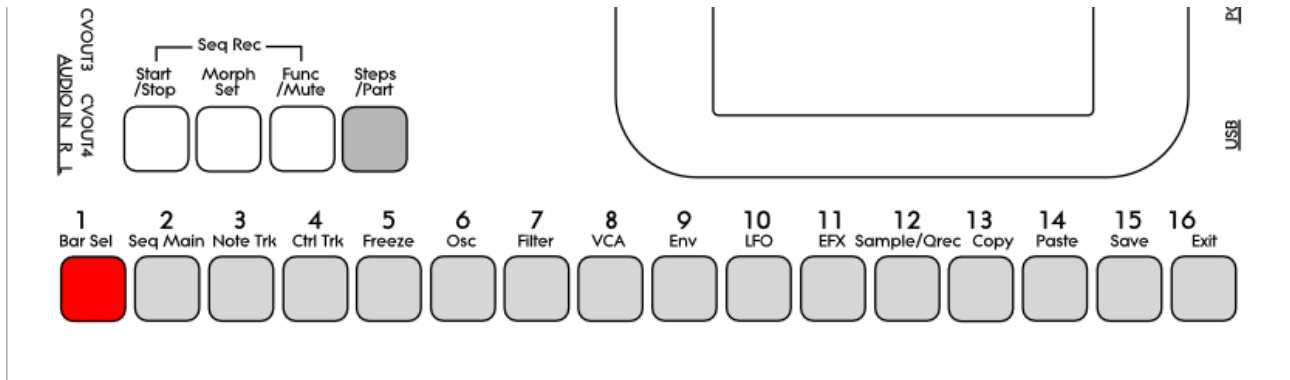 CVOUT3
CVOUT4
AUDIO IN R L
Seq Rec
Start
/Stop
Morph
Set
Func
/Mute
Steps
/Part
USB
1 2 3 4 5 6 7 8 9 10 11 12 13 14 15 16
Bar Sel Seq Main Note Trk Ctrl Trk Freeze Osc Filter VCA Env LFO EFX Sample/Qrec Copy Paste Save Exit